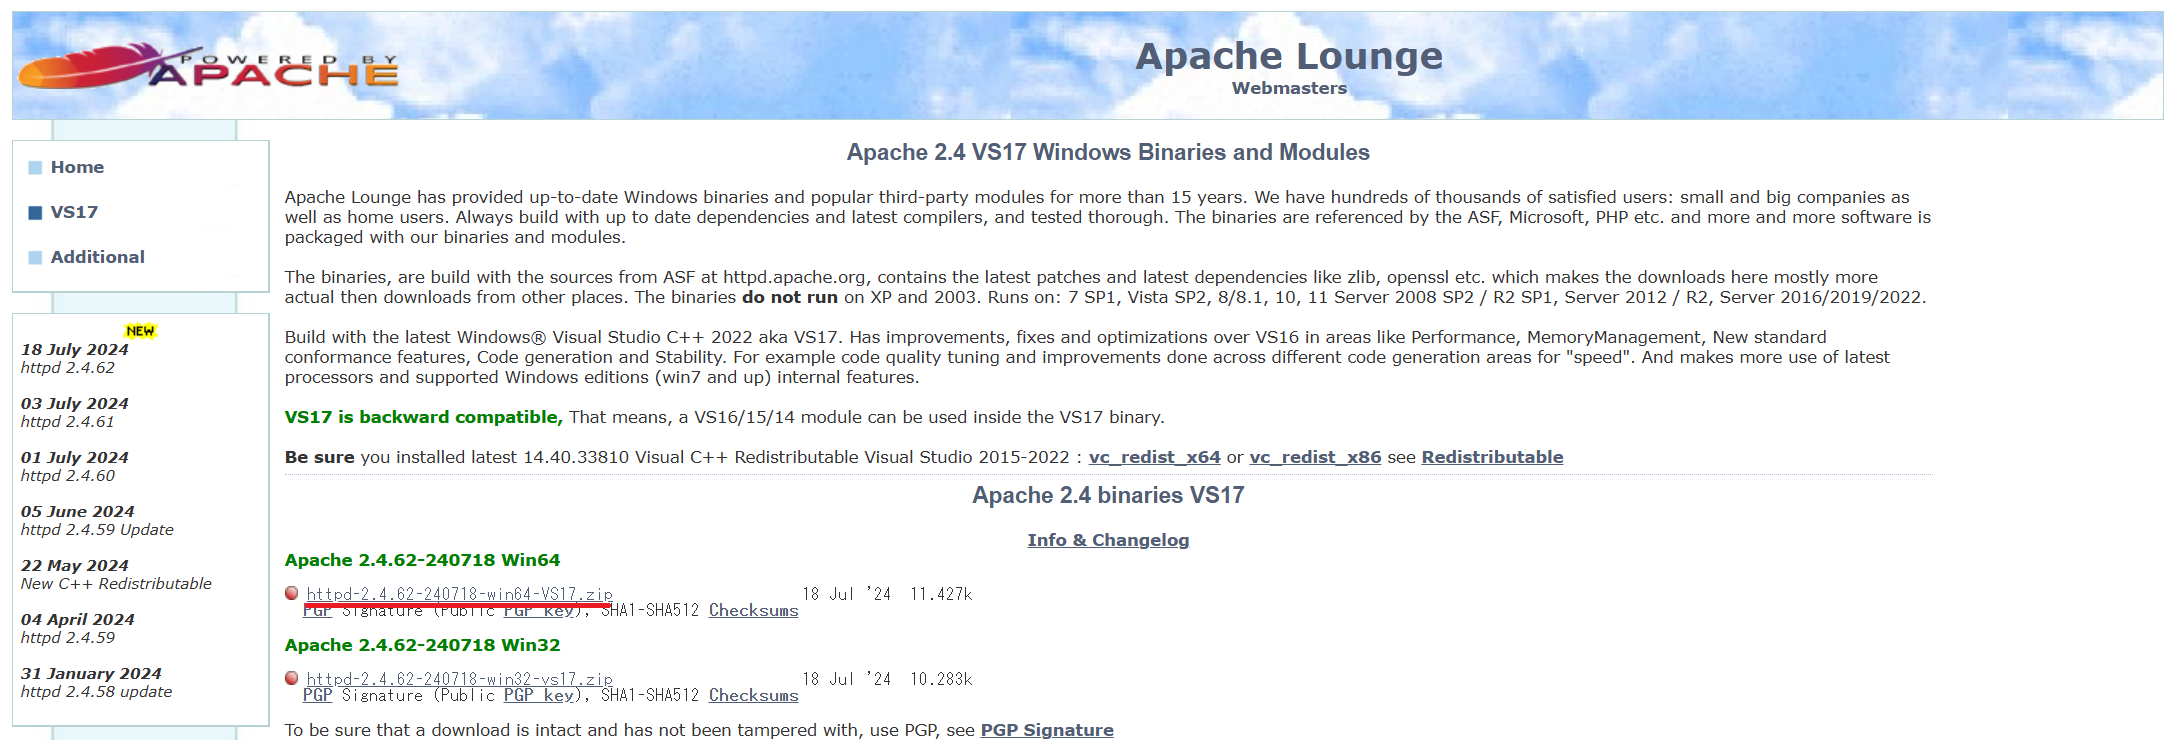 POWERED BY
APACHE
Apache Lounge
Webmasters
Home
VS17
Additional
NEW
18 July 2024
httpd 2.4.62
03 July 2024
httpd 2.4.61
01 July 2024
httpd 2.4.60
05 June 2024
httpd 2.4.59 Update
22 May 2024
New C++ Redistributable
04 April 2024
httpd 2.4.59
31 January 2024
httpd 2.4.58 update
Apache 2.4 VS17 Windows Binaries and Modules
Apache Lounge has provided up-to-date Windows binaries and popular third-party modules for more than 15 years. We have hundreds of thousands of satisfied users: small and big companies as
well as home users. Always build with up to date dependencies and latest compilers, and tested thorough. The binaries are referenced by the ASF, Microsoft, PHP etc. and more and more software is
packaged with our binaries and modules.
The binaries, are build with the sources from ASF at httpd.apache.org, contains the latest patches and latest dependencies like zlib, openssl etc. which makes the downloads here mostly more
actual then downloads from other places. The binaries do not run on XP and 2003. Runs on: 7 SP1, Vista SP2, 8/8.1, 10, 11 Server 2008 SP2 / R2 SP1, Server 2012 / R2, Server 2016/2019/2022.
Build with the latest Windows® Visual Studio C++ 2022 aka VS17. Has improvements, fixes and optimizations over VS16 in areas like Performance, MemoryManagement, New standard
conformance features, Code generation and Stability. For example code quality tuning and improvements done across different code generation areas for "speed". And makes more use of latest
processors and supported Windows editions (win7 and up) internal features.
VS17 is backward compatible, That means, a VS16/15/14 module can be used inside the VS17 binary.
Be sure you installed latest 14.40.33810 Visual C++ Redistributable Visual Studio 2015-2022 : vc_redist_x64 or vc_redist_x86 see Redistributable
Apache 2.4 binaries VS17
Info & Changelog
Apache 2.4.62-240718 Win64
httpd-2.4.62-240718-win64-VS17.zip 18 Jul '24 11.427k
PGP Signature (Public PGP key), SHA1-SHA512 Checksums
Apache 2.4.62-240718 Win32
httpd-2.4.62-240718-win32-vs17.zip 18 Jul '24 10.283k
PGP Signature (Public PGP key), SHA1-SHA512 Checksums
To be sure that a download is intact and has not been tampered with, use PGP, see PGP Signature